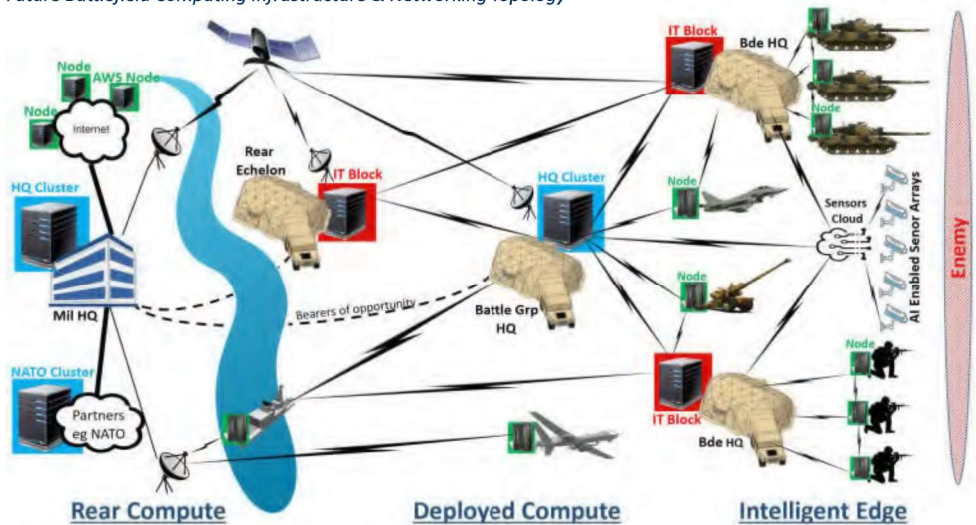 Future Battlefield Computing Infrastructure & Networking Topology
Node
AWS Node
Node
Internet
HQ Cluster
Mil HQ
NATO Cluster
Partners
eg NATO
Rear
Echelon
IT Block
Bearers of opportunity
HQ Cluster
Battle Grp
HQ
IT Block
Bde HQ
Node
Node
Node
Node
Sensors
Cloud
AI Enabled Senor Arrays
Enemy
IT Block
Bde HQ
Node
Rear Compute
Deployed Compute
Intelligent Edge